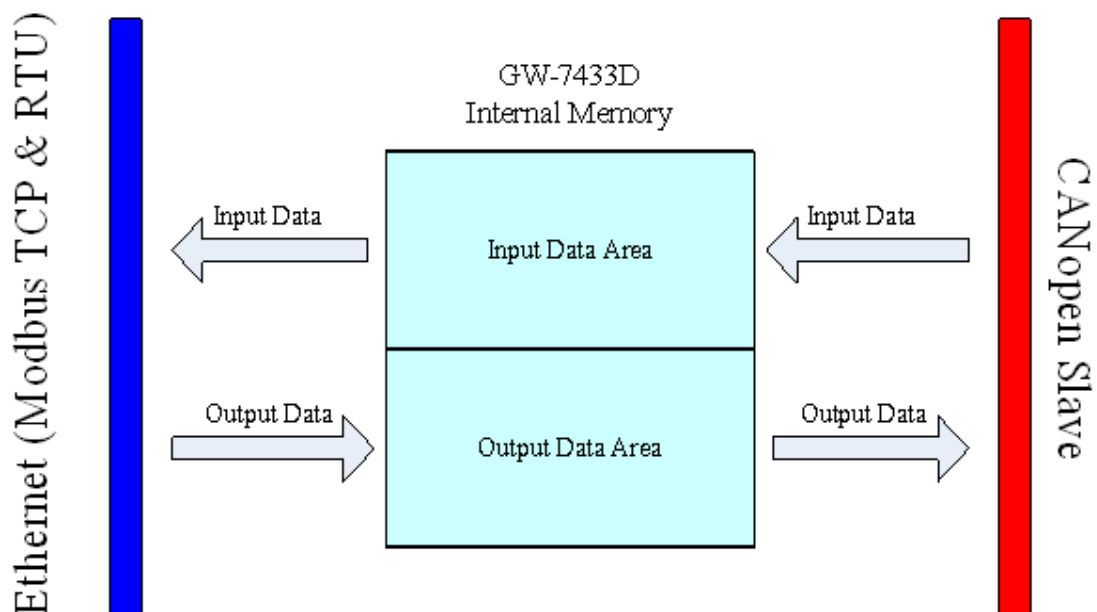 Ethernet (Modbus TCP & RTU)
GW-7433D
Internal Memory
Input Data
Input Data Area
Input Data
Output Data
Output Data Area
Output Data
CANopen Slave